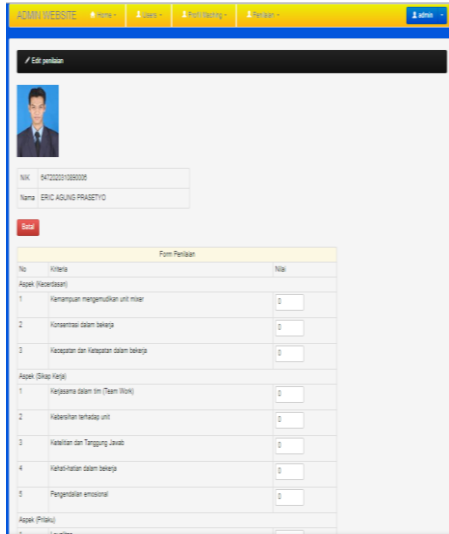 ADMIN WEBSITE Home Users Profil Maching Penilaian admin
Edit penilaian
NIK 647202310890006
Nama ERIC AGUNG PRASETYO
Batal
Form Penilaian
No Kriteria Nilai
Aspek (Kecerdasan)
1 Kemampuan mengemudikan unit mixer 0
2 Konsentrasi dalam bekerja 0
3 Kecepatan dan Ketepatan dalam bekerja 0
Aspek (Sikap Kerja)
1 Kerjasama dalam tim (Team Work) 0
2 Kebersihan terhadap unit 0
3 Ketelitian dan Tanggung Jawab 0
4 Kehati-hatian dalam bekerja 0
5 Pengendalian emosional 0
Aspek (Prilaku)